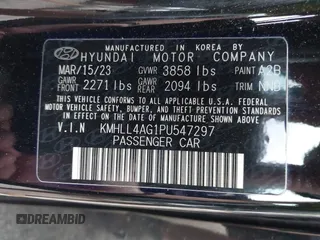 MANUFACTURED IN KOREA BY
HYUNDAI MOTOR COMPANY
MAR/15/23 GVWR 3858 lbs PAINT A2B
GAWR FRONT 2271 lbs GAWR REAR 2094 lbs TRIM NNB
THIS VEHICLE CONFORMS TO ALL APPLICABLE U.S.
FEDERAL MOTOR VEHICLE SAFETY, BUMPER, AND THEFT
PREVENTION STANDARDS IN EFFECT ON THE DATE OF
MANUFACTURE SHOWN ABOVE.
V.I.N KMHLL4AG1PU547297
PASSENGER CAR
DREAMBID